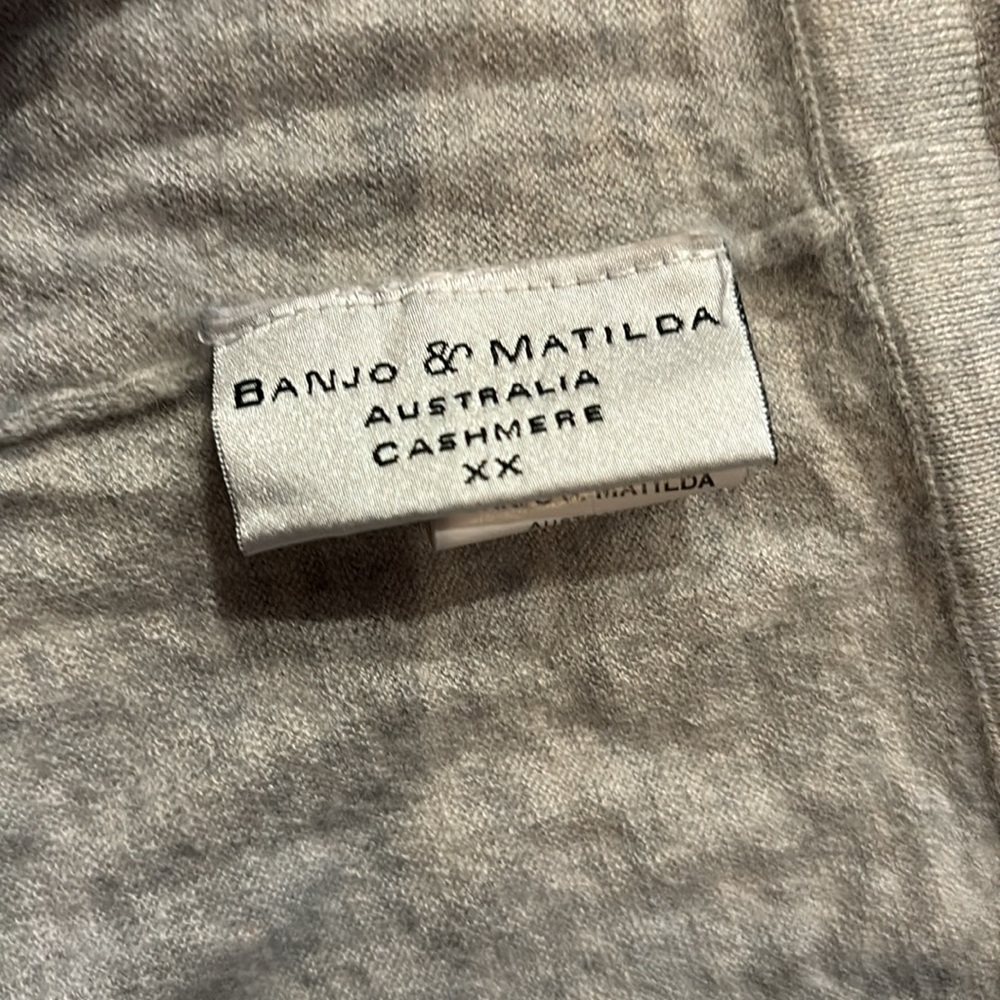 BANJO & MATILDA
AUSTRALIA
CASHMERE
XX
MATILDA